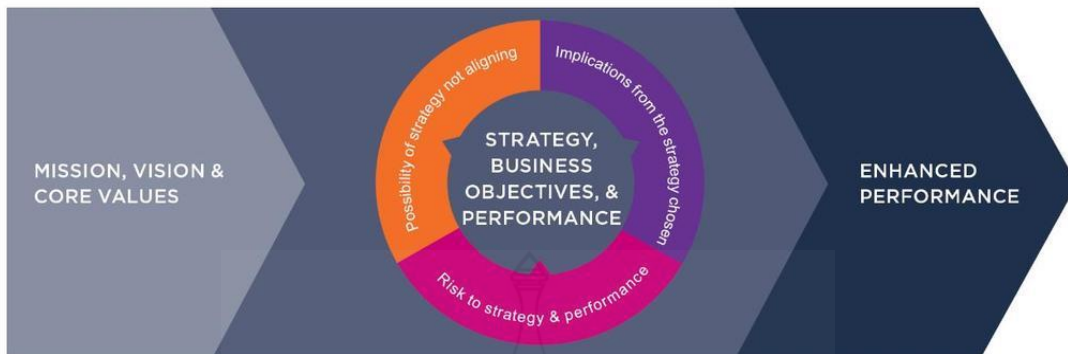 MISSION, VISION &
CORE VALUES
Possibility of strategy not aligning
Implications from the strategy chosen
STRATEGY,
BUSINESS
OBJECTIVES, &
PERFORMANCE
Risk to strategy & performance
ENHANCED
PERFORMANCE